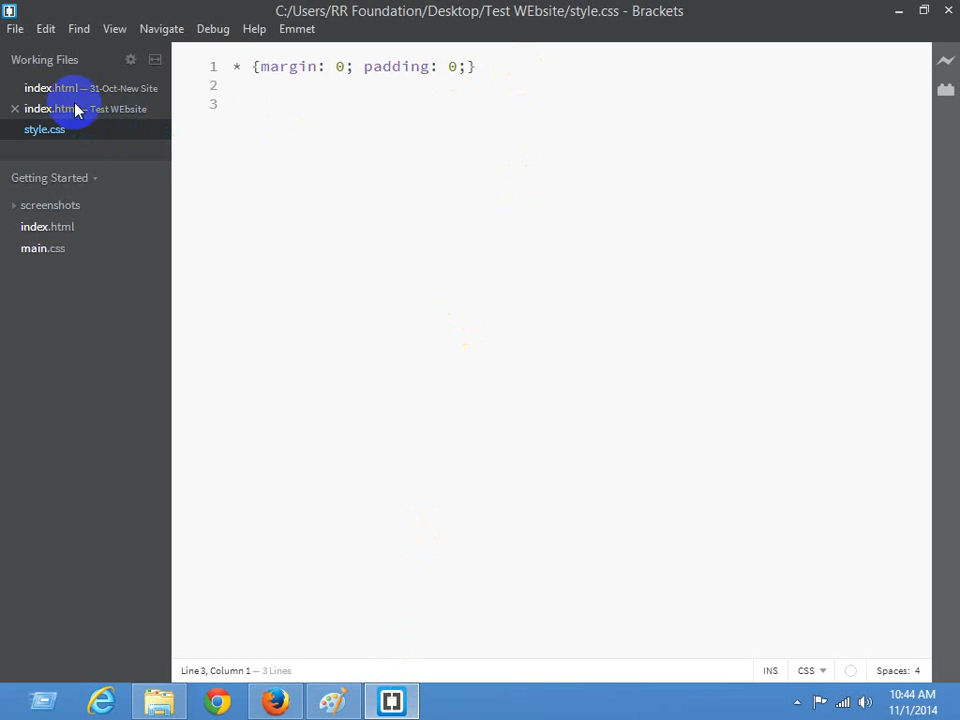 C:/Users/RR Foundation/Desktop/Test WEbsite/style.css - Brackets
File Edit Find View Navigate Debug Help Emmet
Working Files
index.html — 31-Oct-New Site
index.html — Test WEbsite
style.css
Getting Started
screenshots
index.html
main.css
1 * {margin: 0; padding: 0;}
2
3
Line 3, Column 1 — 3 Lines
INS CSS Spaces: 4
10:44 AM
11/1/2014